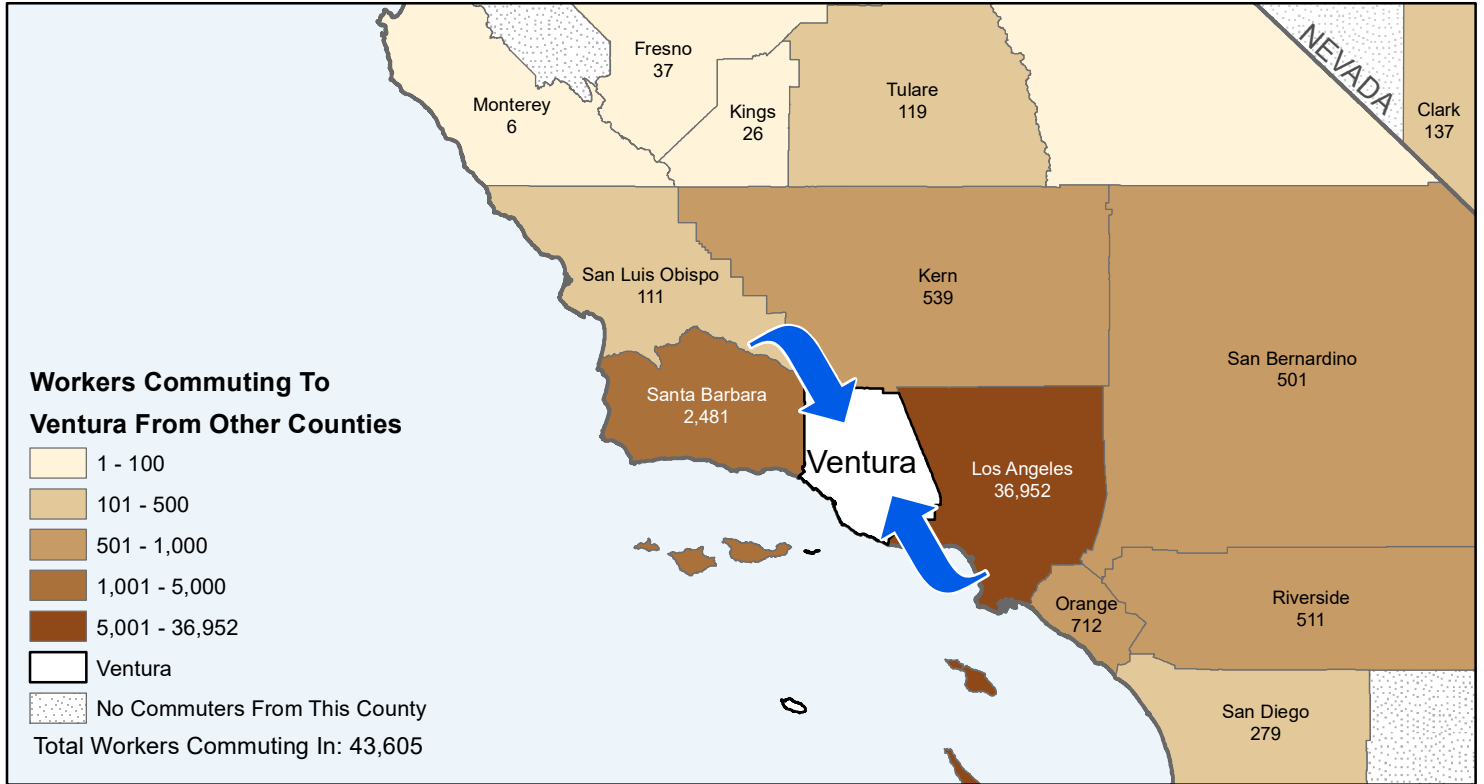 Fresno
37
Monterey
6
Kings
26
Tulare
119
NEVADA
Clark
137
San Luis Obispo
111
Kern
539
San Bernardino
501
Santa Barbara
2,481
Ventura
Los Angeles
36,952
Orange
712
Riverside
511
San Diego
279
Workers Commuting To
Ventura From Other Counties
1 - 100
101 - 500
501 - 1,000
1,001 - 5,000
5,001 - 36,952
Ventura
No Commuters From This County
Total Workers Commuting In: 43,605